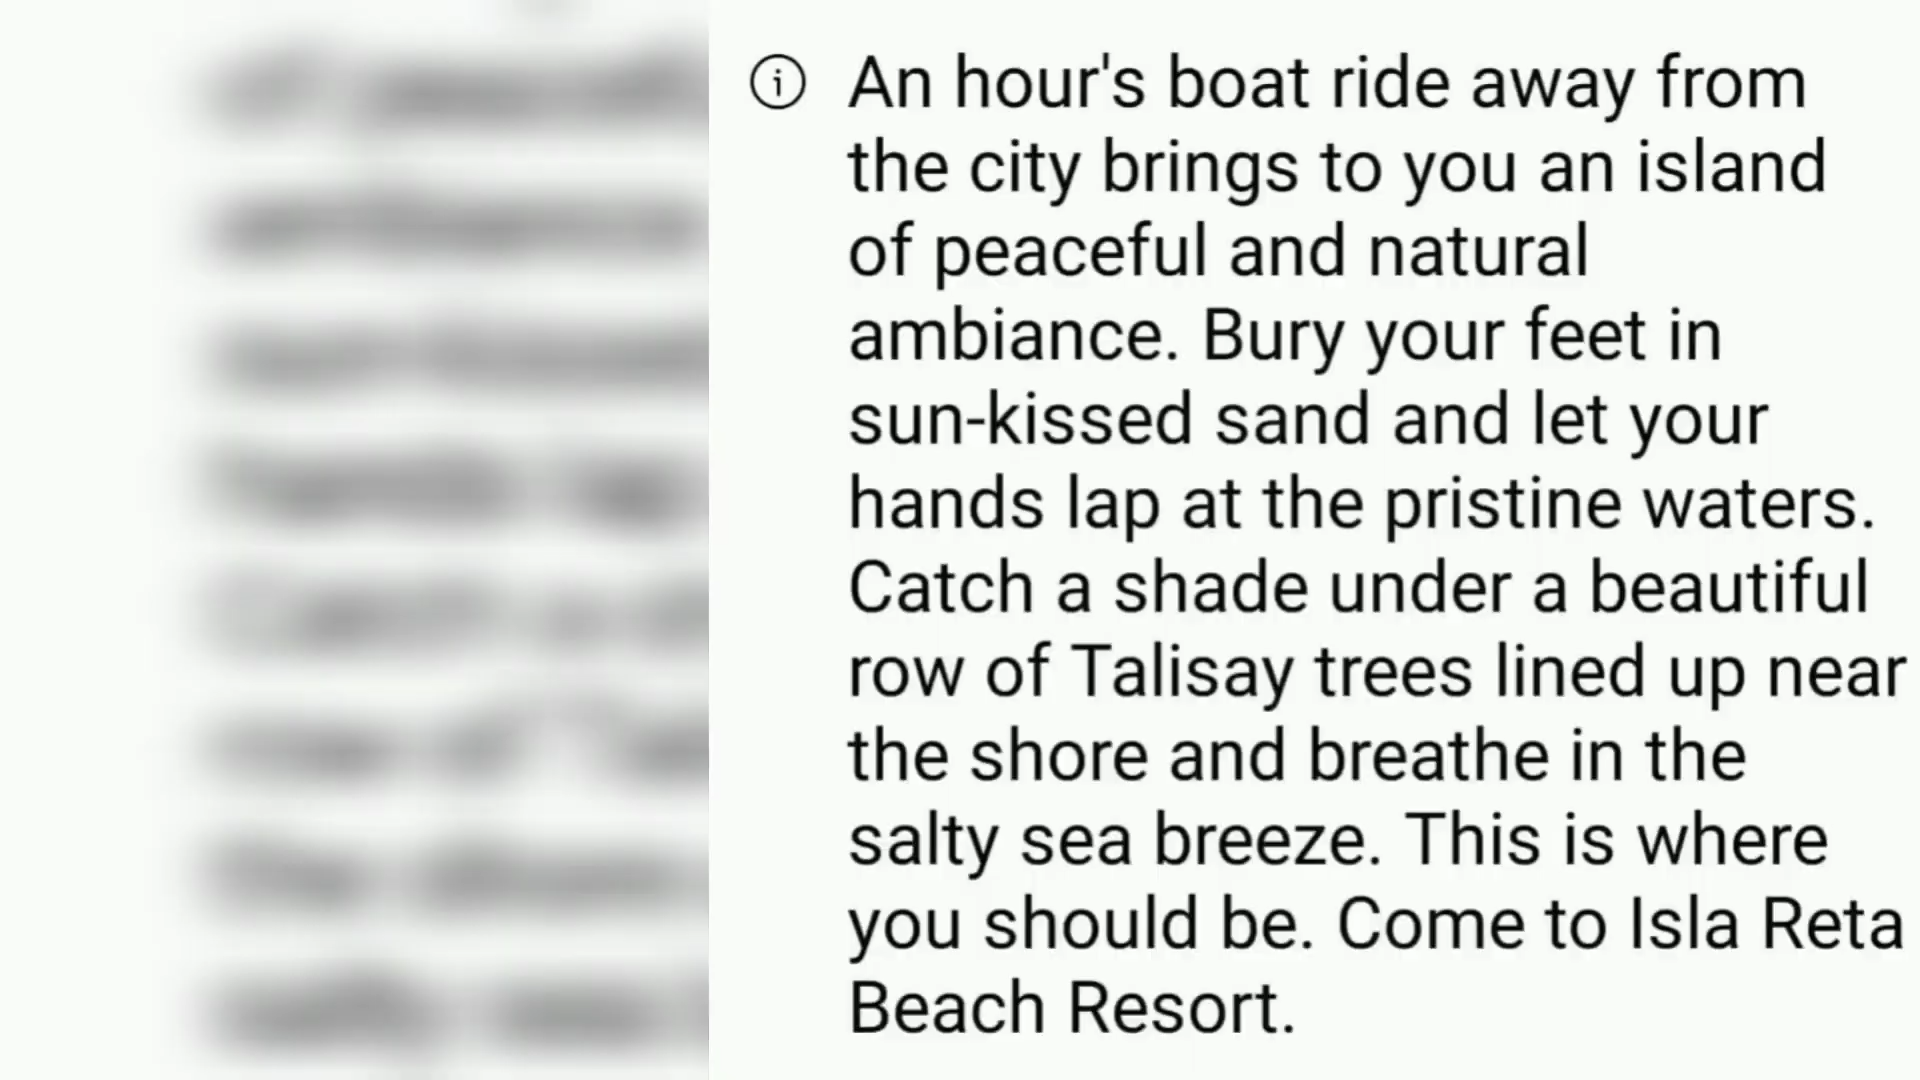 An hour's boat ride away from
the city brings to you an island
of peaceful and natural
ambiance. Bury your feet in
sun-kissed sand and let your
hands lap at the pristine waters.
Catch a shade under a beautiful
row of Talisay trees lined up near
the shore and breathe in the
salty sea breeze. This is where
you should be. Come to Isla Reta
Beach Resort.